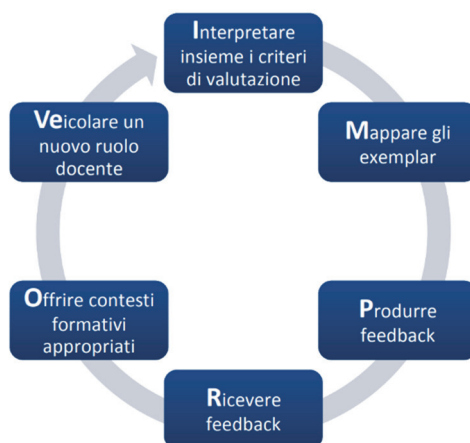 Interpretare
insieme i criteri
di valutazione
Mappare gli
exemplar
Produrre
feedback
Ricevere
feedback
Offrire contesti
formativi
appropriati
Veicolare un
nuovo ruolo
docente